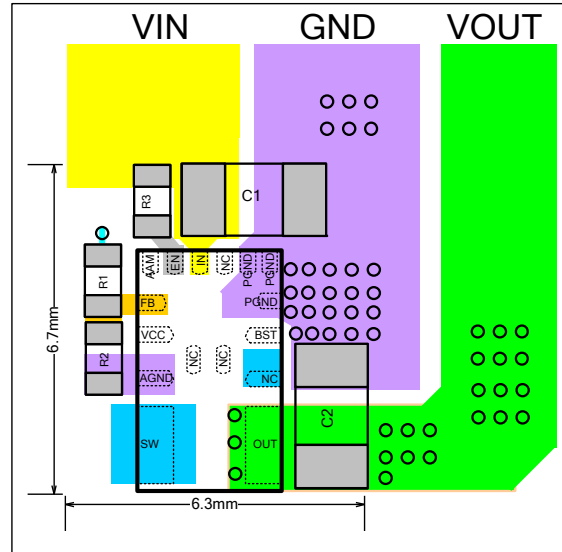 VIN GND VOUT
R3 C1
AAM EN IN NC PGND PGND
R1
FB PGND
VCC BST
NC NC
R2
AGND NC
C2
SW OUT
6.7mm
6.3mm